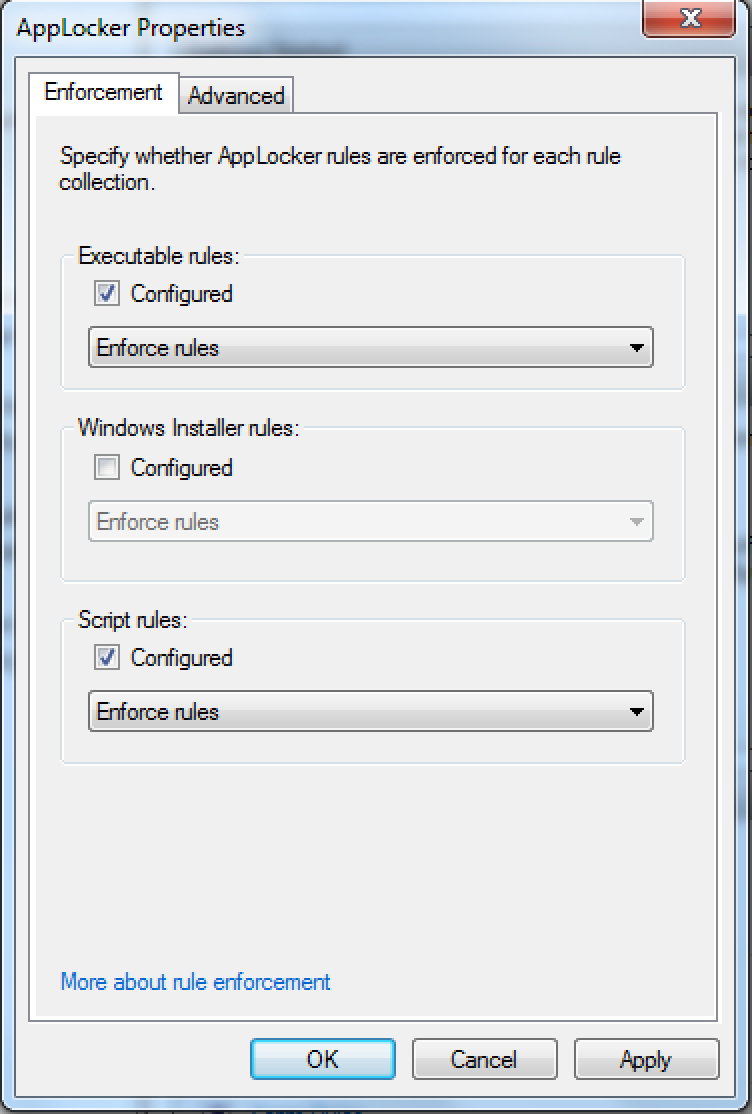 AppLocker Properties
Enforcement
Advanced
Specify whether AppLocker rules are enforced for each rule
collection.
Executable rules:
Configured
Enforce rules
Windows Installer rules:
Configured
Enforce rules
Script rules:
Configured
Enforce rules
More about rule enforcement
OK
Cancel
Apply